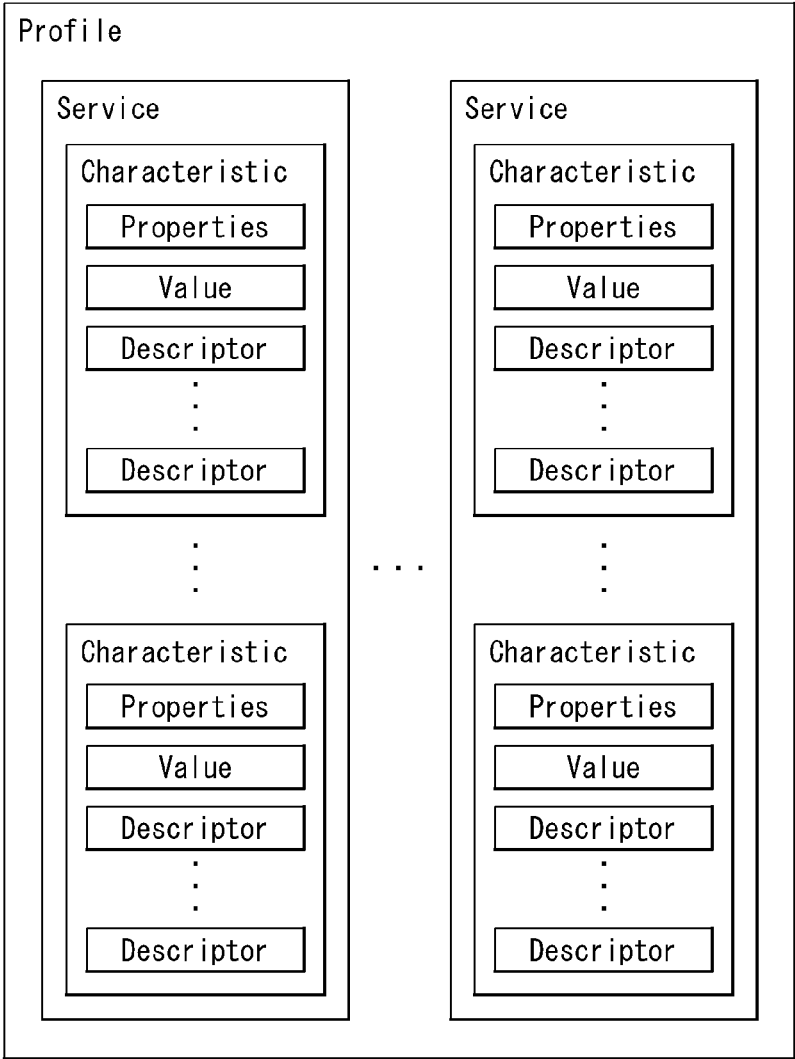 Profile
Service
Characteristic
Properties
Value
Descriptor
Descriptor
Characteristic
Properties
Value
Descriptor
Descriptor
...
Service
Characteristic
Properties
Value
Descriptor
Descriptor
Characteristic
Properties
Value
Descriptor
Descriptor